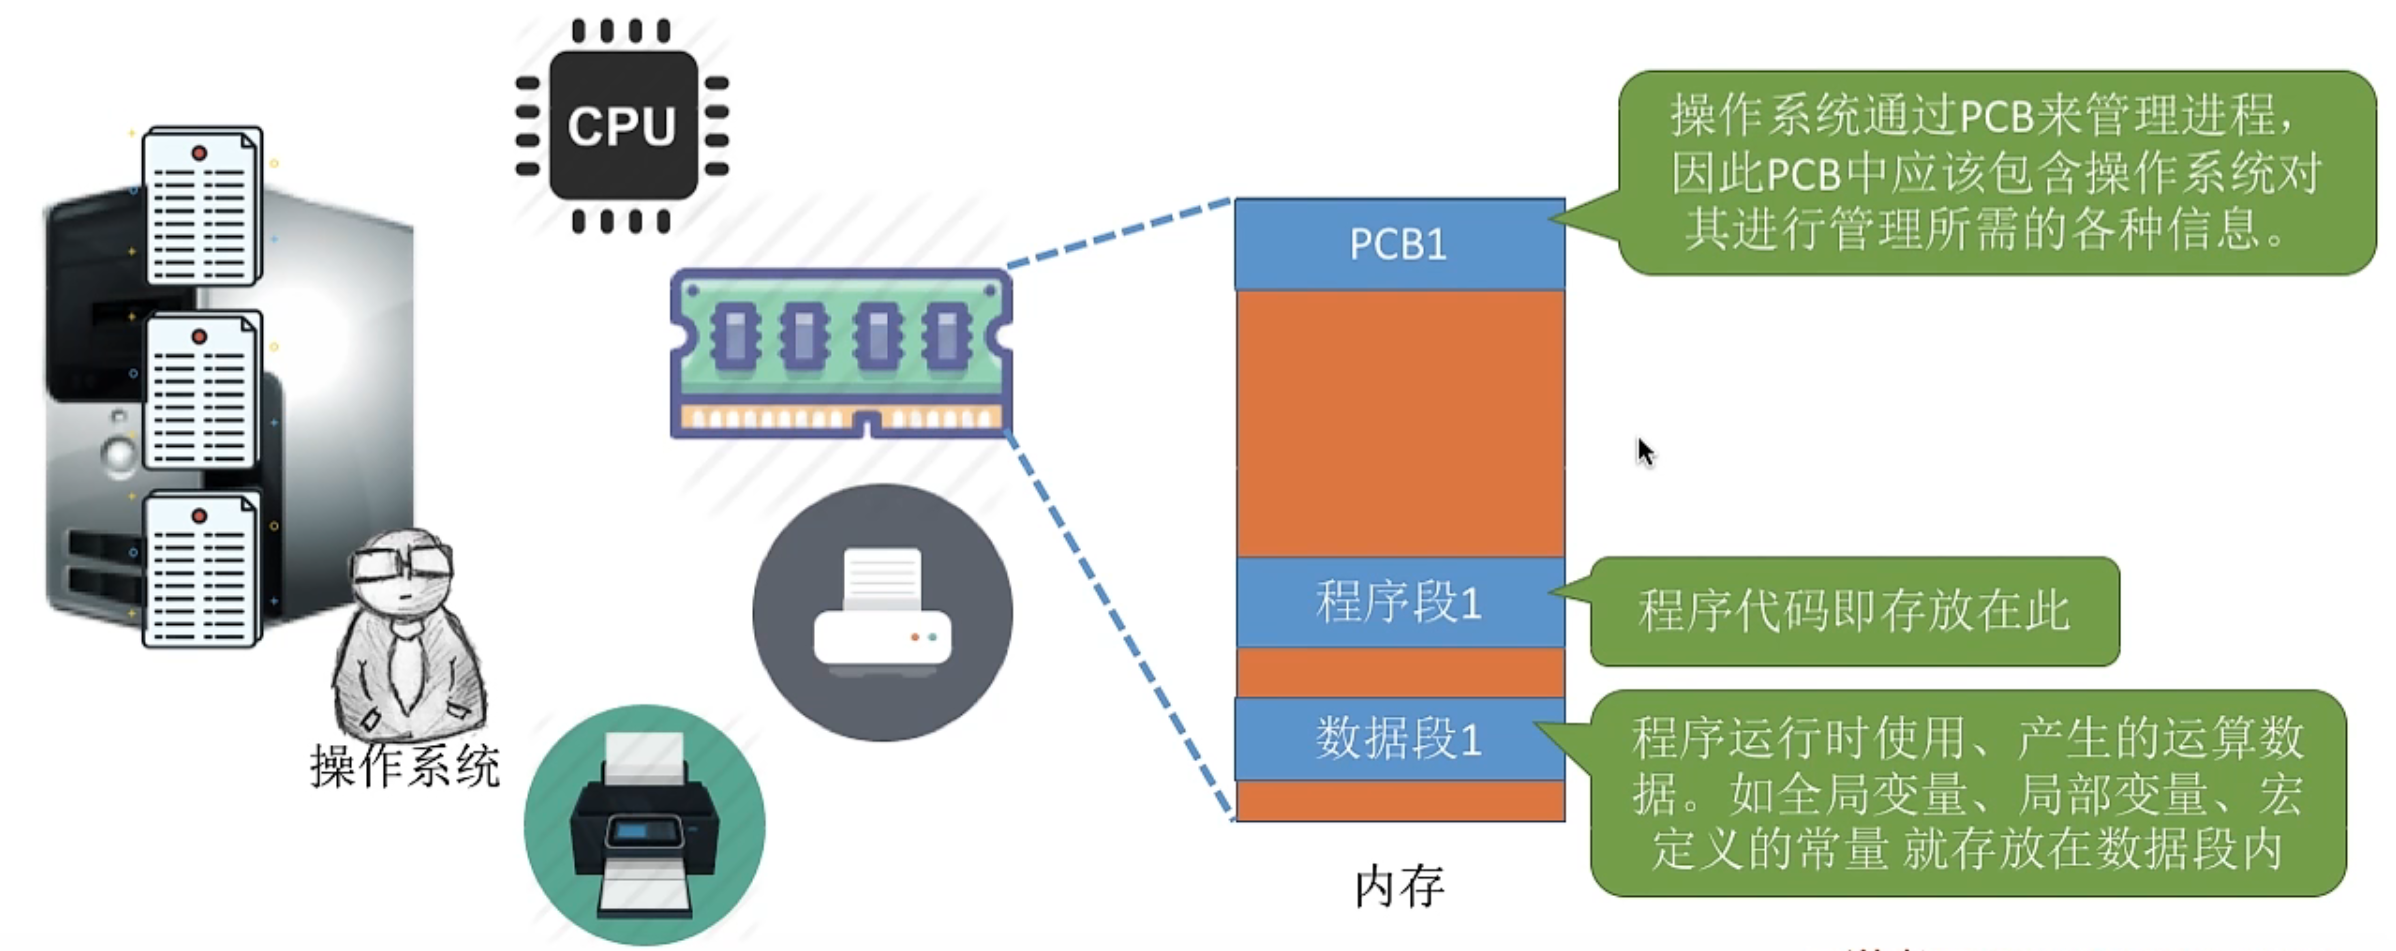 CPU
操作系统通过PCB来管理进程，
因此PCB中应该包含操作系统对
其进行管理所需的各种信息。
PCB1
程序段1
程序代码即存放在此
数据段1
程序运行时使用、产生的运算数
据。如全局变量、局部变量、宏
定义的常量 就存放在数据段内
操作系统
内存